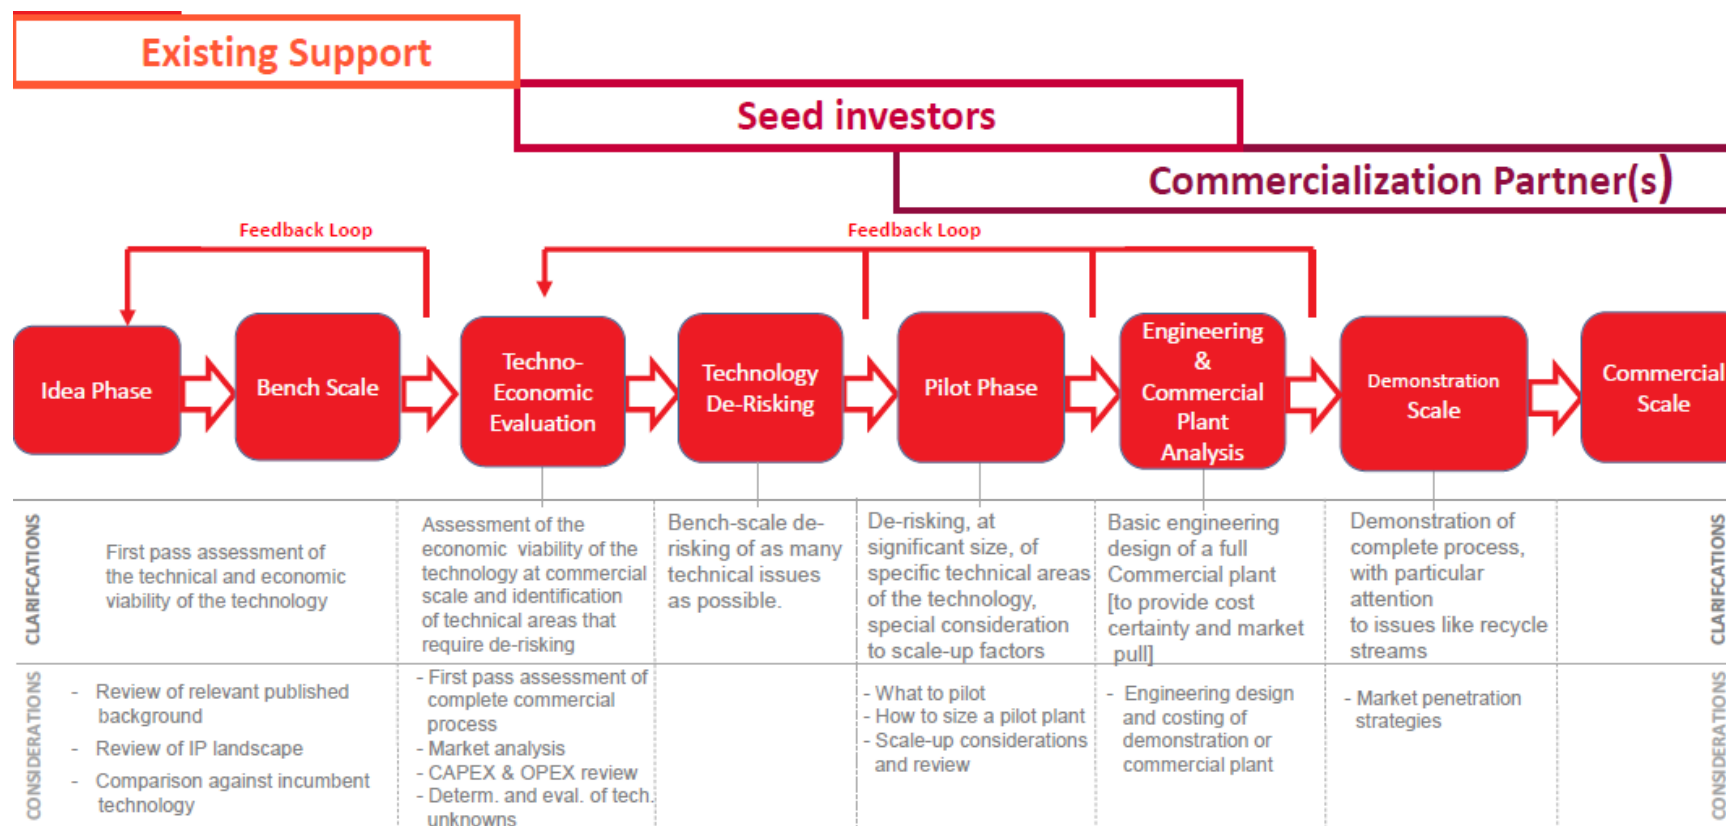 Existing Support
Seed investors
Commercialization Partner(s)
Feedback Loop
Feedback Loop
Idea Phase
Bench Scale
Techno-
Economic
Evaluation
Technology
De-Risking
Pilot Phase
Engineering
&
Commercial
Plant
Analysis
Demonstration
Scale
Commercial
Scale
CLARIFCATIONS
First pass assessment of
the technical and economic
viability of the technology
Assessment of the
economic viability of the
technology at commercial
scale and identification
of technical areas that
require de-risking
Bench-scale de-
risking of as many
technical issues
as possible.
De-risking, at
significant size, of
specific technical areas
of the technology,
special consideration
to scale-up factors
Basic engineering
design of a full
Commercial plant
[to provide cost
certainty and market
pull]
Demonstration of
complete process,
with particular
attention
to issues like recycle
streams
CLARIFCATIONS
CONSIDERATIONS
- Review of relevant published
background
- Review of IP landscape
- Comparison against incumbent
technology
- First pass assessment of
complete commercial
process
- Market analysis
- CAPEX & OPEX review
- Determ. and eval. of tech.
unknowns
- What to pilot
- How to size a pilot plant
- Scale-up considerations
and review
- Engineering design
and costing of
demonstration or
commercial plant
- Market penetration
strategies
CONSIDERATIONS